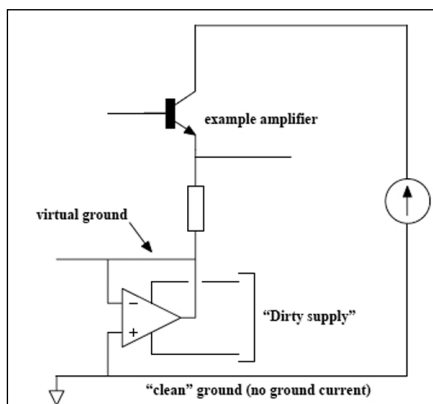 example amplifier
virtual ground
−
+
“Dirty supply”
“clean” ground (no ground current)